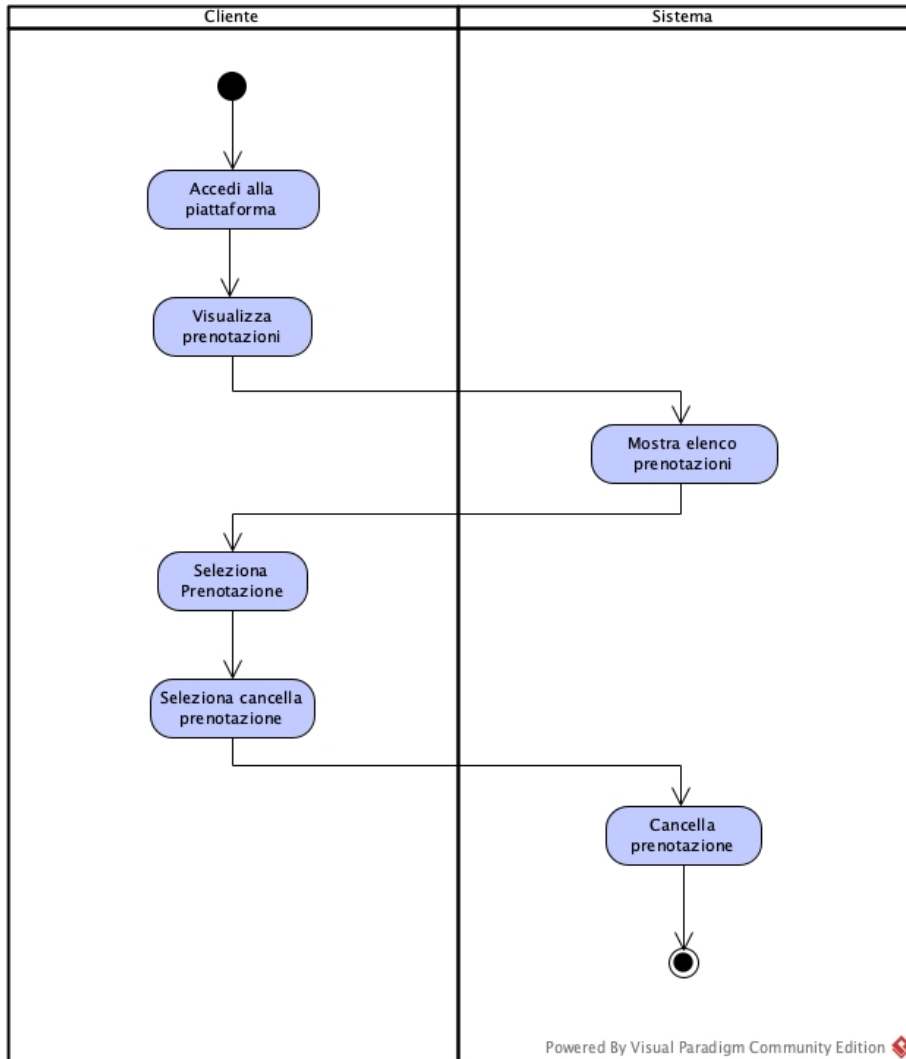 Cliente
Sistema
Accedi alla
piattaforma
Visualizza
prenotazioni
Mostra elenco
prenotazioni
Seleziona
Prenotazione
Seleziona cancella
prenotazione
Cancella
prenotazione
Powered By Visual Paradigm Community Edition